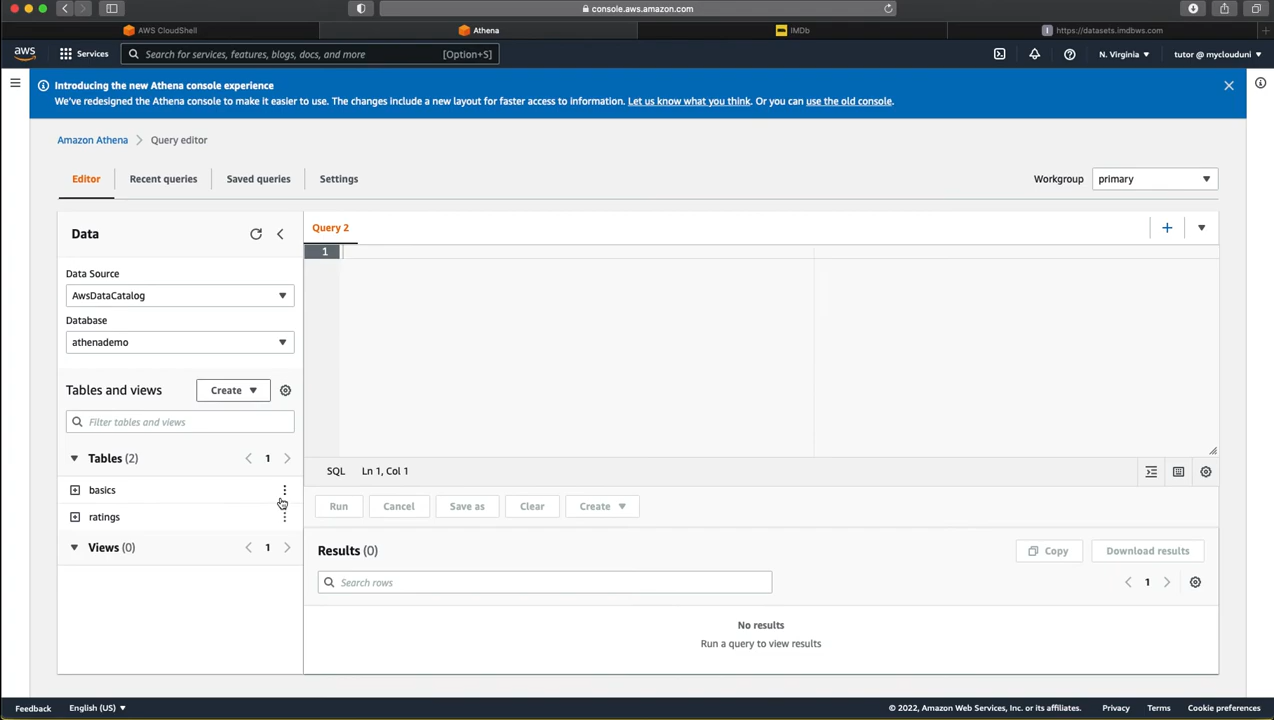 console.aws.amazon.com
AWS CloudShell
Athena
IMDb
https://datasets.imdbws.com
aws
Services
Search for services, features, blogs, docs, and more
[Option+S]
N. Virginia
tutor @ myclouduni
Introducing the new Athena console experience
We've redesigned the Athena console to make it easier to use. The changes include a new layout for faster access to information. Let us know what you think. Or you can use the old console.
Amazon Athena
Query editor
Editor
Recent queries
Saved queries
Settings
Workgroup
primary
Data
Query 2
1
Data Source
AwsDataCatalog
Database
athenademo
Tables and views
Create
Filter tables and views
Tables (2)
1
basics
ratings
Views (0)
1
SQL
Ln 1, Col 1
Run
Cancel
Save as
Clear
Create
Results (0)
Copy
Download results
Search rows
1
No results
Run a query to view results
Feedback
English (US)
© 2022, Amazon Web Services, Inc. or its affiliates.
Privacy
Terms
Cookie preferences